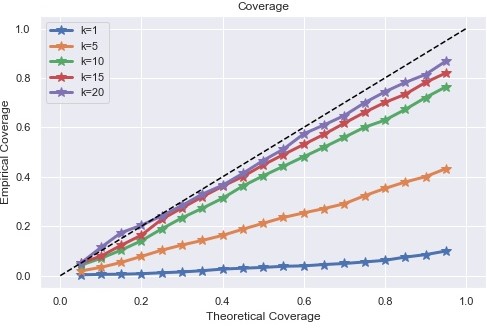 Coverage
1.0
0.8
0.6
0.4
0.2
0.0
Empirical Coverage
k=1
k=5
k=10
k=15
k=20
0.0 0.2 0.4 0.6 0.8 1.0
Theoretical Coverage